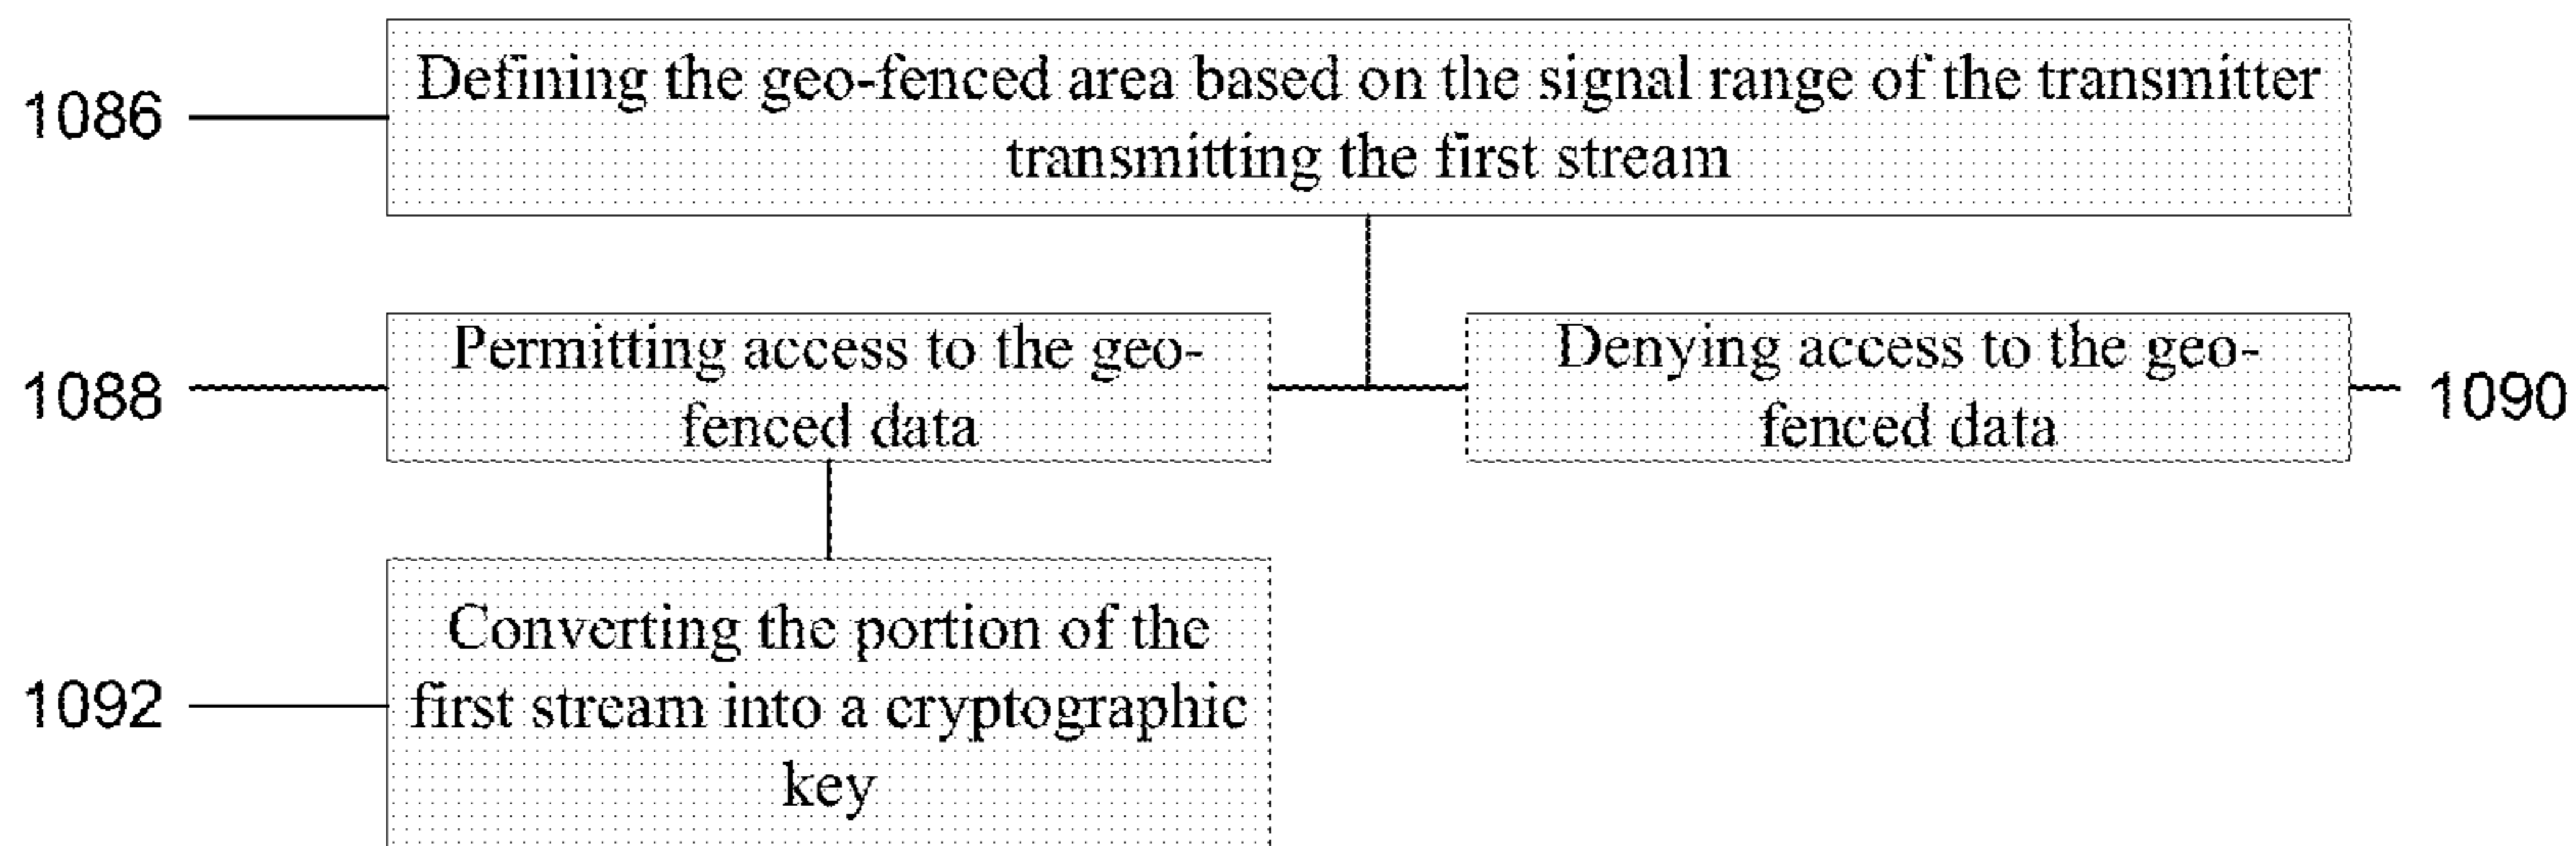 1086
Defining the geo-fenced area based on the signal range of the transmitter
transmitting the first stream
1088
Permitting access to the geo-
fenced data
Denying access to the geo-
fenced data
1090
1092
Converting the portion of the
first stream into a cryptographic
key